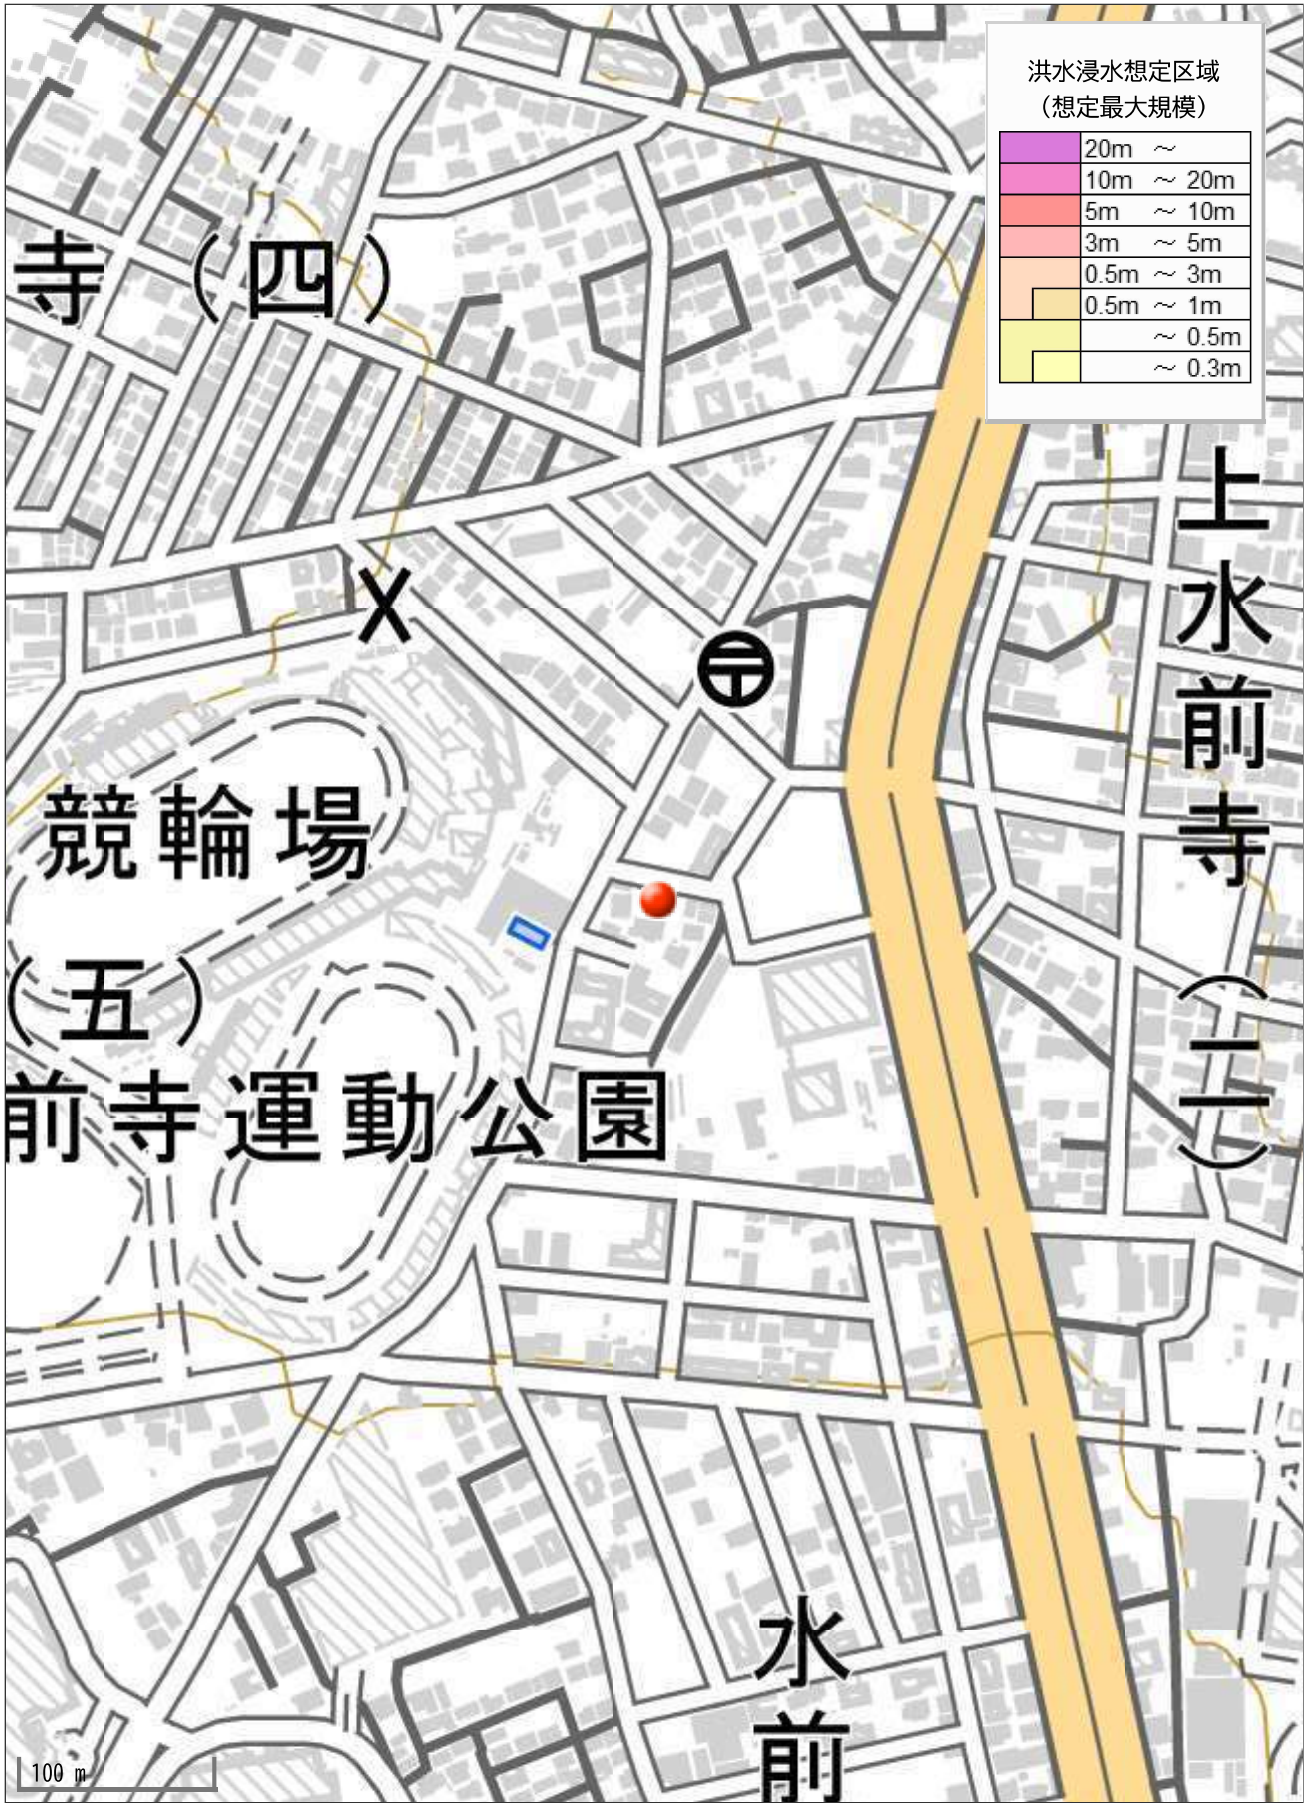 洪水浸水想定区域
（想定最大規模）
20m ～
10m ～ 20m
5m ～ 10m
3m ～ 5m
0.5m ～ 3m
0.5m ～ 1m
～ 0.5m
～ 0.3m
寺（四）
上水前寺（二）
競輪場
（五）
前寺運動公園
水前
100 m